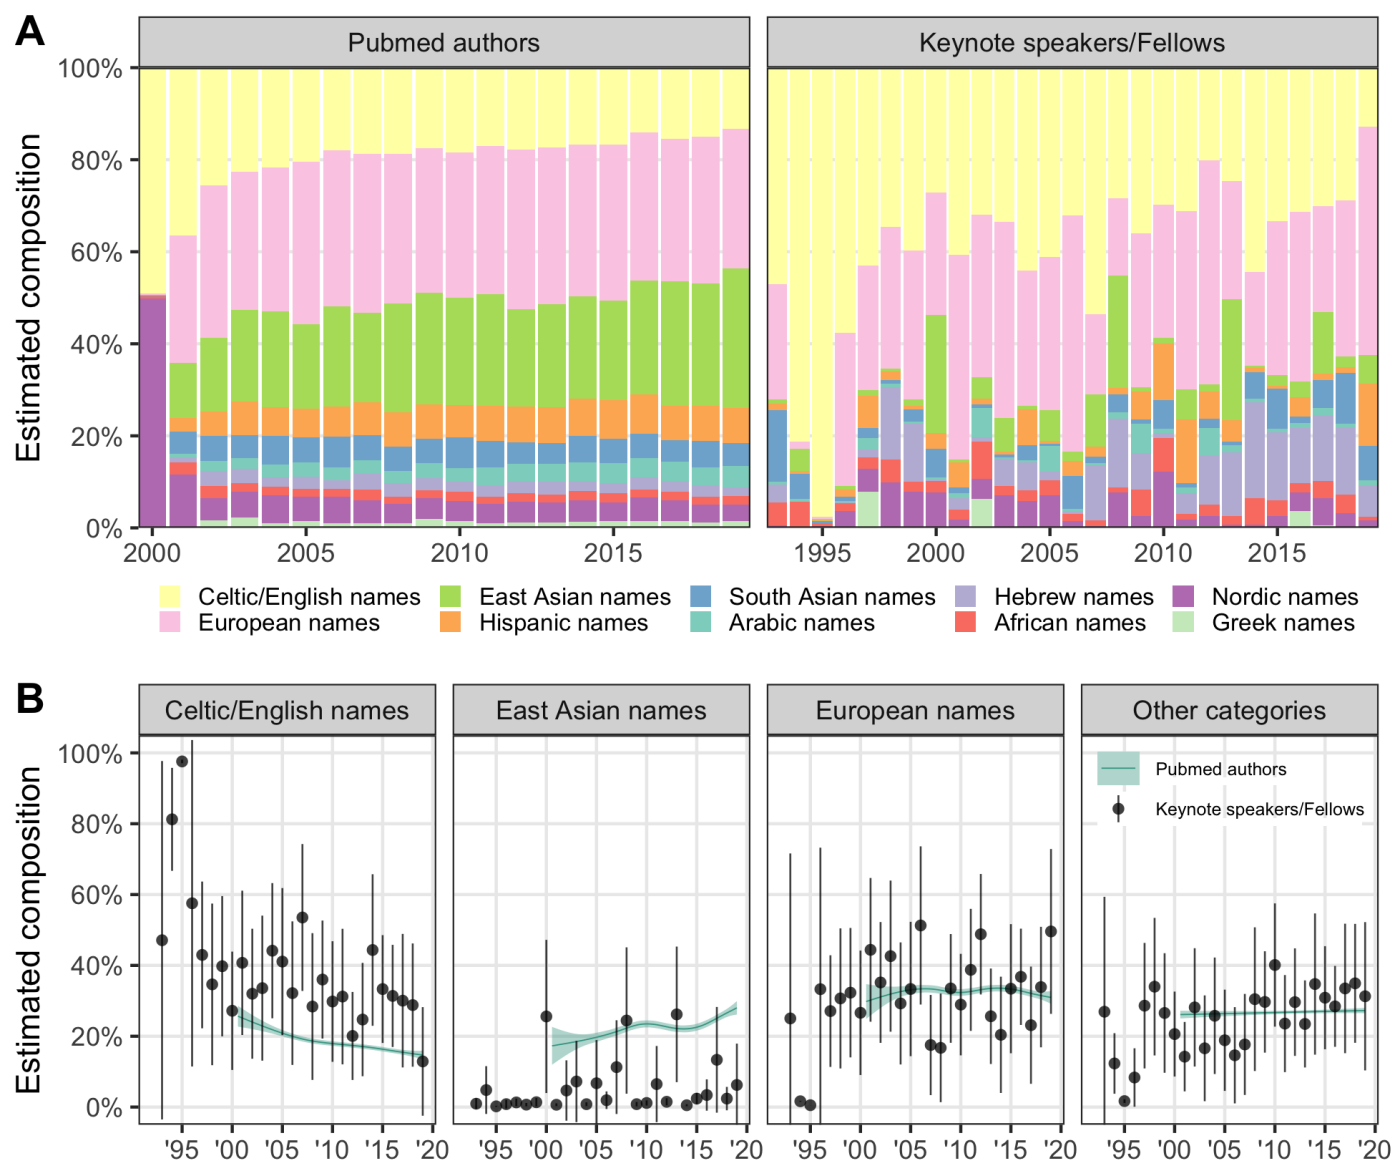 A
Pubmed authors
Keynote speakers/Fellows
Estimated composition
100%
80%
60%
40%
20%
0%
2000 2005 2010 2015
1995 2000 2005 2010 2015
Celtic/English names East Asian names South Asian names Hebrew names Nordic names
European names Hispanic names Arabic names African names Greek names
B
Celtic/English names
East Asian names
European names
Other categories
Estimated composition
100%
80%
60%
40%
20%
0%
Pubmed authors
Keynote speakers/Fellows
'95 '00 '05 '10 '15 '20
'95 '00 '05 '10 '15 '20
'95 '00 '05 '10 '15 '20
'95 '00 '05 '10 '15 '20